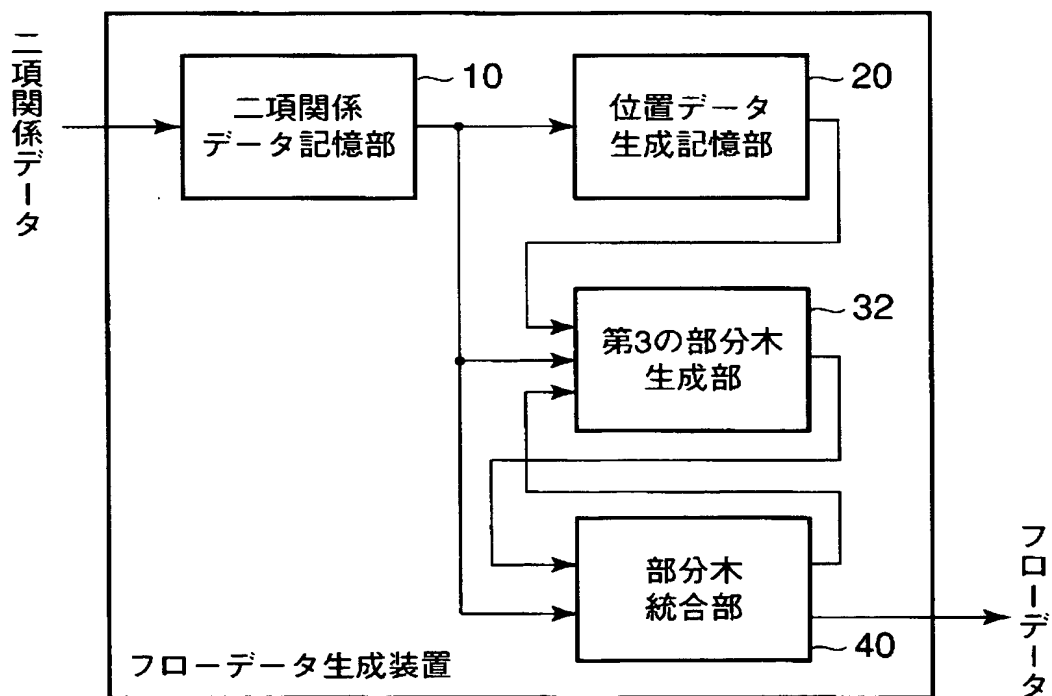 二項関係データ
二項関係
データ記憶部
10
位置データ
生成記憶部
20
第3の部分木
生成部
32
部分木
統合部
40
フローデータ
フローデータ生成装置